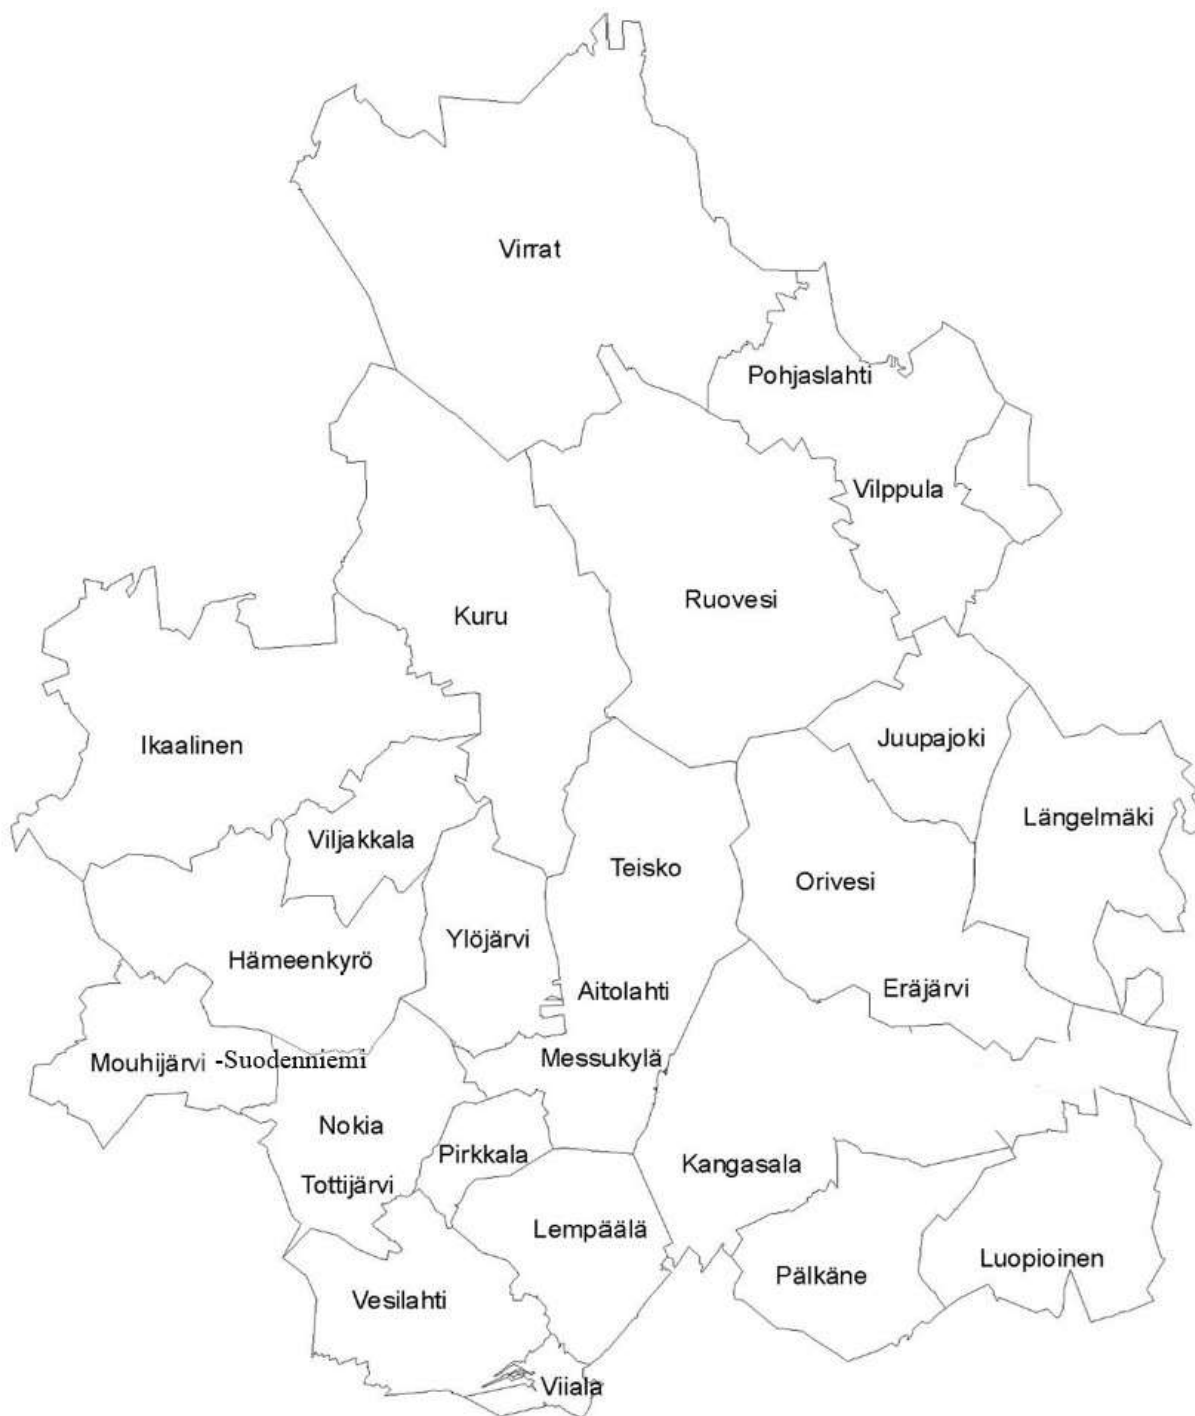 Virrat
Pohjaslahti
Vilppula
Ruovesi
Kuru
Juupajoki
Ikaalinen
Längelmäki
Viljakkala
Teisko
Orivesi
Ylöjärvi
Hämeenkyrö
Aitolahti
Eräjärvi
Mouhijärvi -Suodenniemi
Messukylä
Nokia
Pirkkala
Kangasala
Tottijärvi
Lempäälä
Luopioinen
Pälkäne
Vesilahti
Viiala